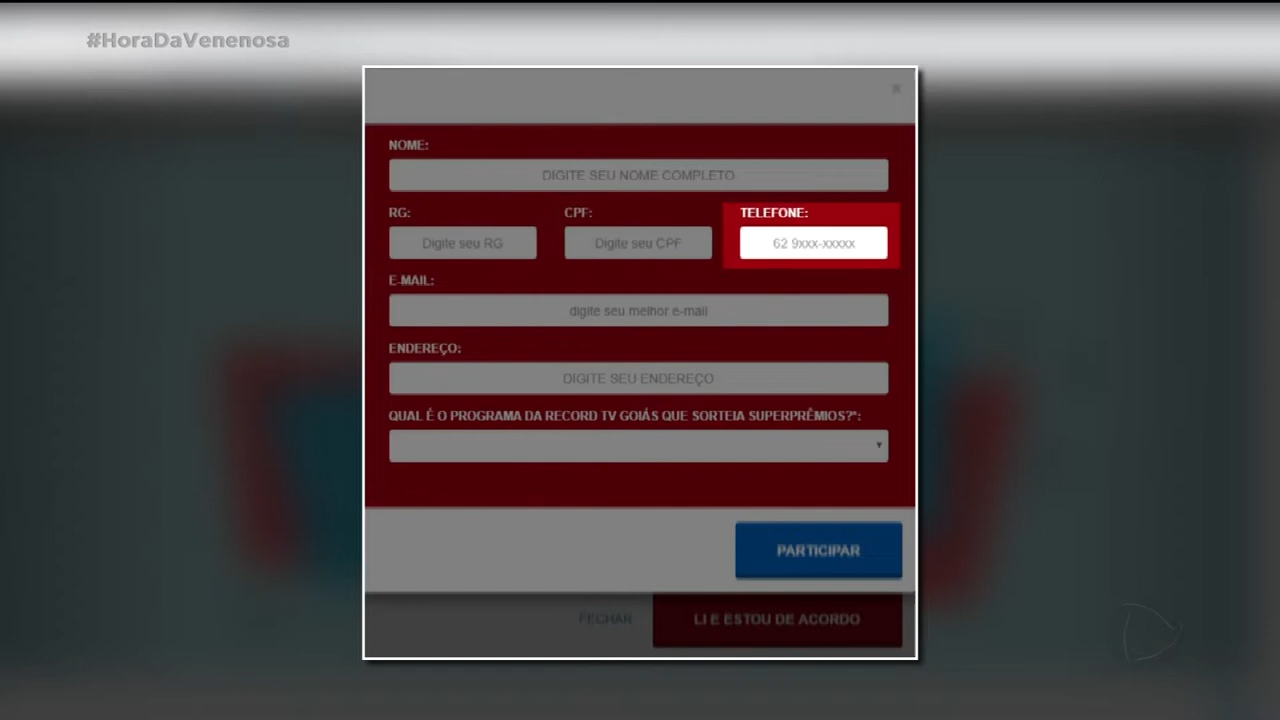 #HoraDaVenenosa
×
NOME:
DIGITE SEU NOME COMPLETO
RG: CPF: TELEFONE:
Digite seu RG Digite seu CPF 62 9xxx-xxxxx
E-MAIL:
digite seu melhor e-mail
ENDEREÇO:
DIGITE SEU ENDEREÇO
QUAL É O PROGRAMA DA RECORD TV GOIÁS QUE SORTEIA SUPERPRÊMIOS?*:
PARTICIPAR
FECHAR LI E ESTOU DE ACORDO